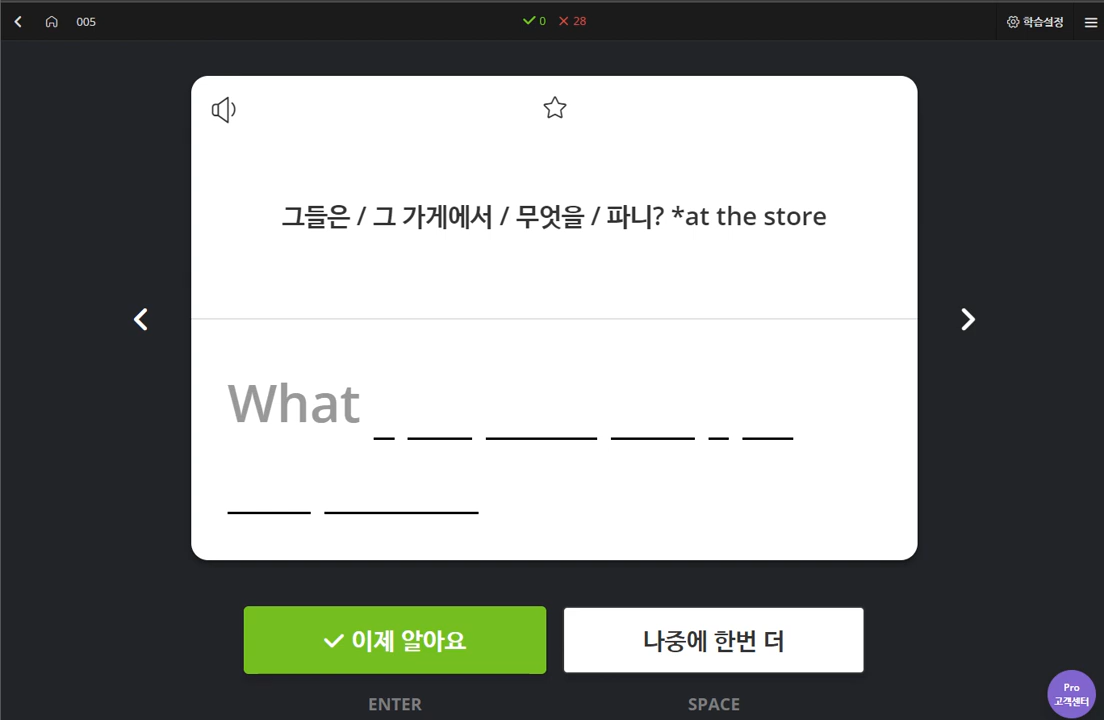 005
0
28
학습설정
그들은 / 그 가게에서 / 무엇을 / 파니? *at the store
What
이제 알아요
나중에 한번 더
ENTER
SPACE
Pro
고객센터